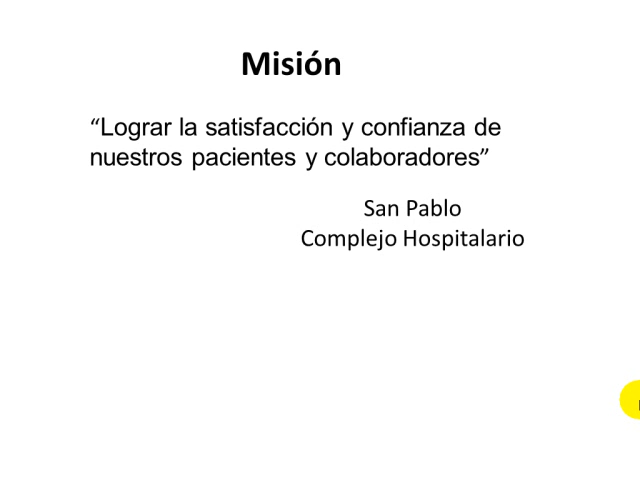 Misión
“Lograr la satisfacción y confianza de
nuestros pacientes y colaboradores”
San Pablo
Complejo Hospitalario